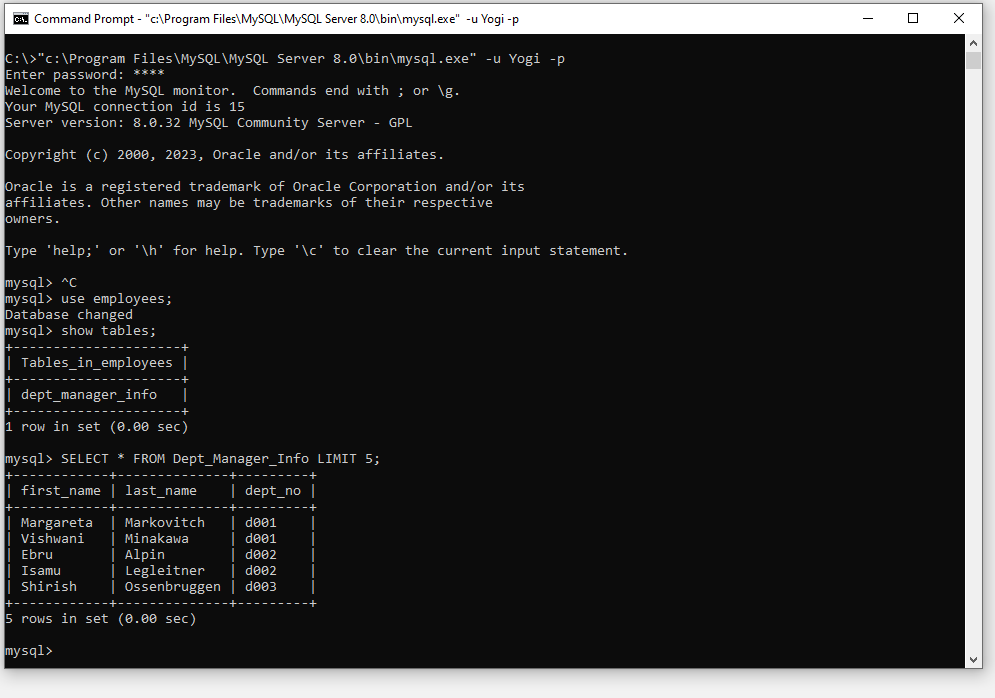 Command Prompt - "c:\Program Files\MySQL\MySQL Server 8.0\bin\mysql.exe" -u Yogi -p
C:\>"c:\Program Files\MySQL\MySQL Server 8.0\bin\mysql.exe" -u Yogi -p
Enter password: ****
Welcome to the MySQL monitor.  Commands end with ; or \g.
Your MySQL connection id is 15
Server version: 8.0.32 MySQL Community Server - GPL
Copyright (c) 2000, 2023, Oracle and/or its affiliates.
Oracle is a registered trademark of Oracle Corporation and/or its
affiliates. Other names may be trademarks of their respective
owners.
Type 'help;' or '\h' for help. Type '\c' to clear the current input statement.
mysql> ^C
mysql> use employees;
Database changed
mysql> show tables;
+---------------------+
| Tables_in_employees |
+---------------------+
| dept_manager_info   |
+---------------------+
1 row in set (0.00 sec)
mysql> SELECT * FROM Dept_Manager_Info LIMIT 5;
+------------+--------------+---------+
| first_name | last_name    | dept_no |
+------------+--------------+---------+
| Margareta  | Markovitch   | d001    |
| Vishwani   | Minakawa     | d001    |
| Ebru       | Alpin        | d002    |
| Isamu      | Legleitner   | d002    |
| Shirish    | Ossenbruggen | d003    |
+------------+--------------+---------+
5 rows in set (0.00 sec)
mysql>